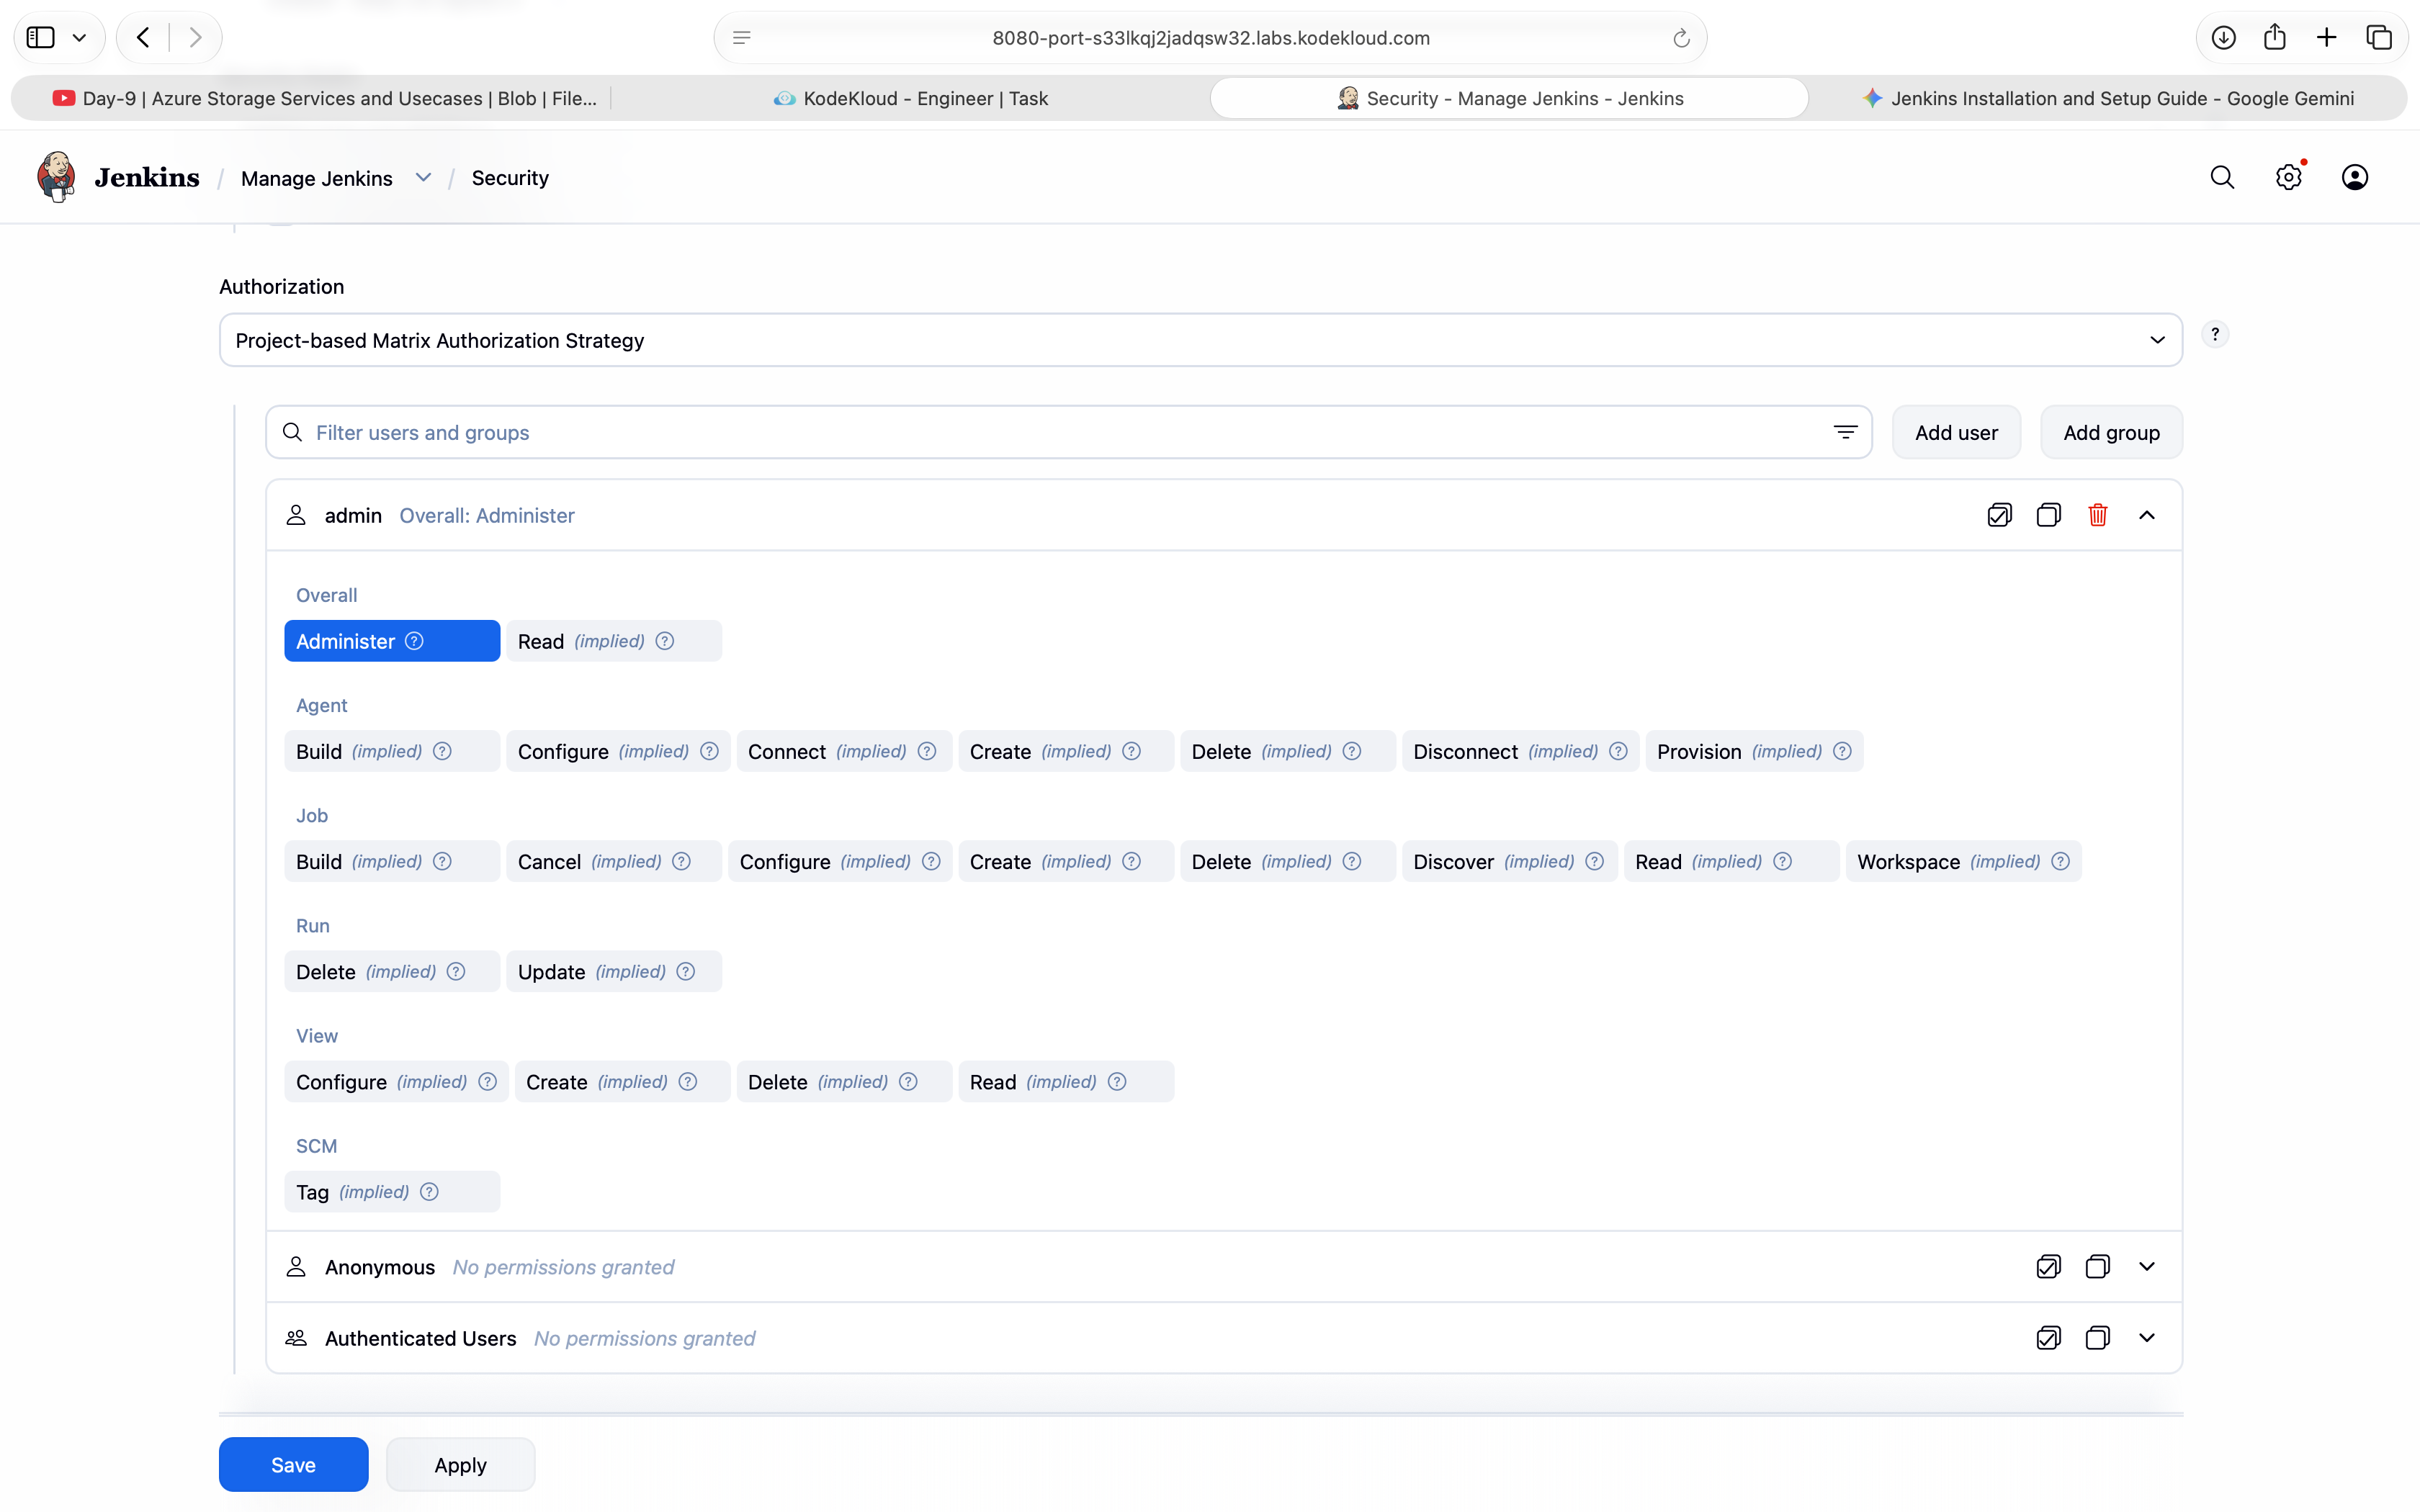 8080-port-s33lkqj2jadqsw32.labs.kodekloud.com
Day-9 | Azure Storage Services and Usecases | Blob | File...
KodeKloud - Engineer | Task
Security - Manage Jenkins - Jenkins
Jenkins Installation and Setup Guide - Google Gemini
Jenkins / Manage Jenkins / Security
Authorization
Project-based Matrix Authorization Strategy
?
Filter users and groups
Add user
Add group
admin Overall: Administer
Overall
Administer ? Read (implied) ?
Agent
Build (implied) ? Configure (implied) ? Connect (implied) ? Create (implied) ? Delete (implied) ? Disconnect (implied) ? Provision (implied) ?
Job
Build (implied) ? Cancel (implied) ? Configure (implied) ? Create (implied) ? Delete (implied) ? Discover (implied) ? Read (implied) ? Workspace (implied) ?
Run
Delete (implied) ? Update (implied) ?
View
Configure (implied) ? Create (implied) ? Delete (implied) ? Read (implied) ?
SCM
Tag (implied) ?
Anonymous No permissions granted
Authenticated Users No permissions granted
Save
Apply